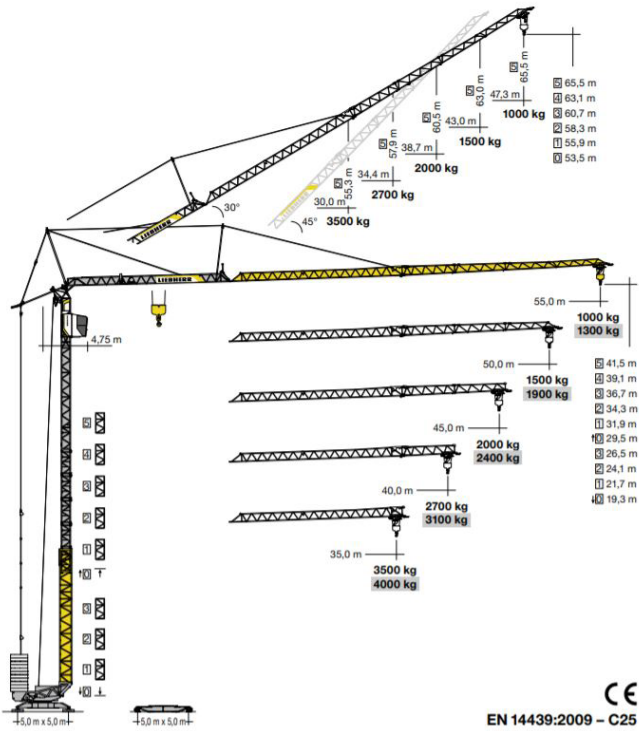 5 65,5 m
47,3 m
1000 kg
5 63,0 m
43,0 m
1500 kg
5 60,5 m
38,7 m
2000 kg
5 57,9 m
34,4 m
2700 kg
5 55,3 m
30,0 m
3500 kg
5 65,5 m
4 63,1 m
3 60,7 m
2 58,3 m
1 55,9 m
0 53,5 m
30°
45°
LIEBHERR
LIEBHERR
LIEBHERR
4,75 m
55,0 m
1000 kg
1300 kg
50,0 m
1500 kg
1900 kg
45,0 m
2000 kg
2400 kg
40,0 m
2700 kg
3100 kg
35,0 m
3500 kg
4000 kg
5 41,5 m
4 39,1 m
3 36,7 m
2 34,3 m
1 31,9 m
↑0 29,5 m
3 26,5 m
2 24,1 m
1 21,7 m
↓0 19,3 m
5
4
3
2
1
↑0 ↑
3
2
1
↓0 ↓
5,0 m x 5,0 m
5,0 m x 5,0 m
CE
EN 14439:2009 – C25